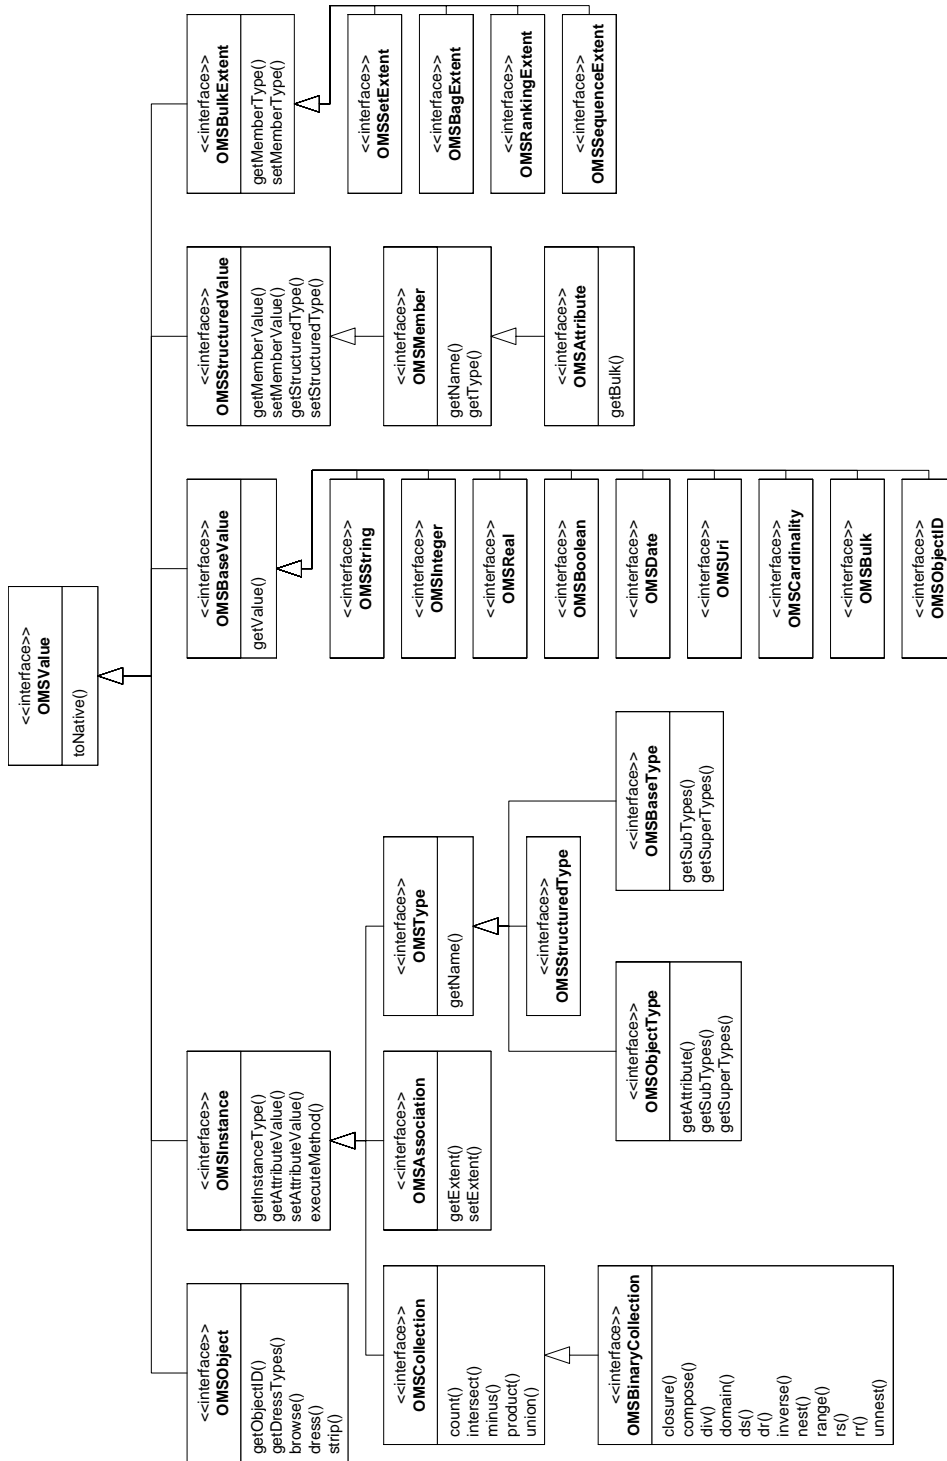 <<interface>>
OMSValue
toNative()
<<interface>>
OMSObject
getObjectID()
getDressTypes()
browse()
dress()
strip()
<<interface>>
OMSInstance
getInstanceType()
getAttributeValue()
setAttributeValue()
executeMethod()
<<interface>>
OMSBaseValue
getValue()
<<interface>>
OMSStructuredValue
getMemberValue()
setMemberValue()
getStructuredType()
setStructuredType()
<<interface>>
OMSBulkExtent
getMemberType()
setMemberType()
<<interface>>
OMSCollection
count()
intersect()
minus()
product()
union()
<<interface>>
OMSAssociation
getExtent()
setExtent()
<<interface>>
OMSType
getName()
<<interface>>
OMSBinaryCollection
closure()
compose()
div()
domain()
ds()
dr()
inverse()
nest()
range()
rs()
rr()
unnest()
<<interface>>
OMSObjectType
getAttribute()
getSubTypes()
getSuperTypes()
<<interface>>
OMSStructuredType
<<interface>>
OMSBaseType
getSubTypes()
getSuperTypes()
<<interface>>
OMSString
<<interface>>
OMSInteger
<<interface>>
OMSReal
<<interface>>
OMSBoolean
<<interface>>
OMSDate
<<interface>>
OMSUri
<<interface>>
OMSCardinality
<<interface>>
OMSBulk
<<interface>>
OMSObjectID
<<interface>>
OMSMember
getName()
getType()
<<interface>>
OMSAttribute
getBulk()
<<interface>>
OMSSetExtent
<<interface>>
OMSBagExtent
<<interface>>
OMSRankingExtent
<<interface>>
OMSSequenceExtent